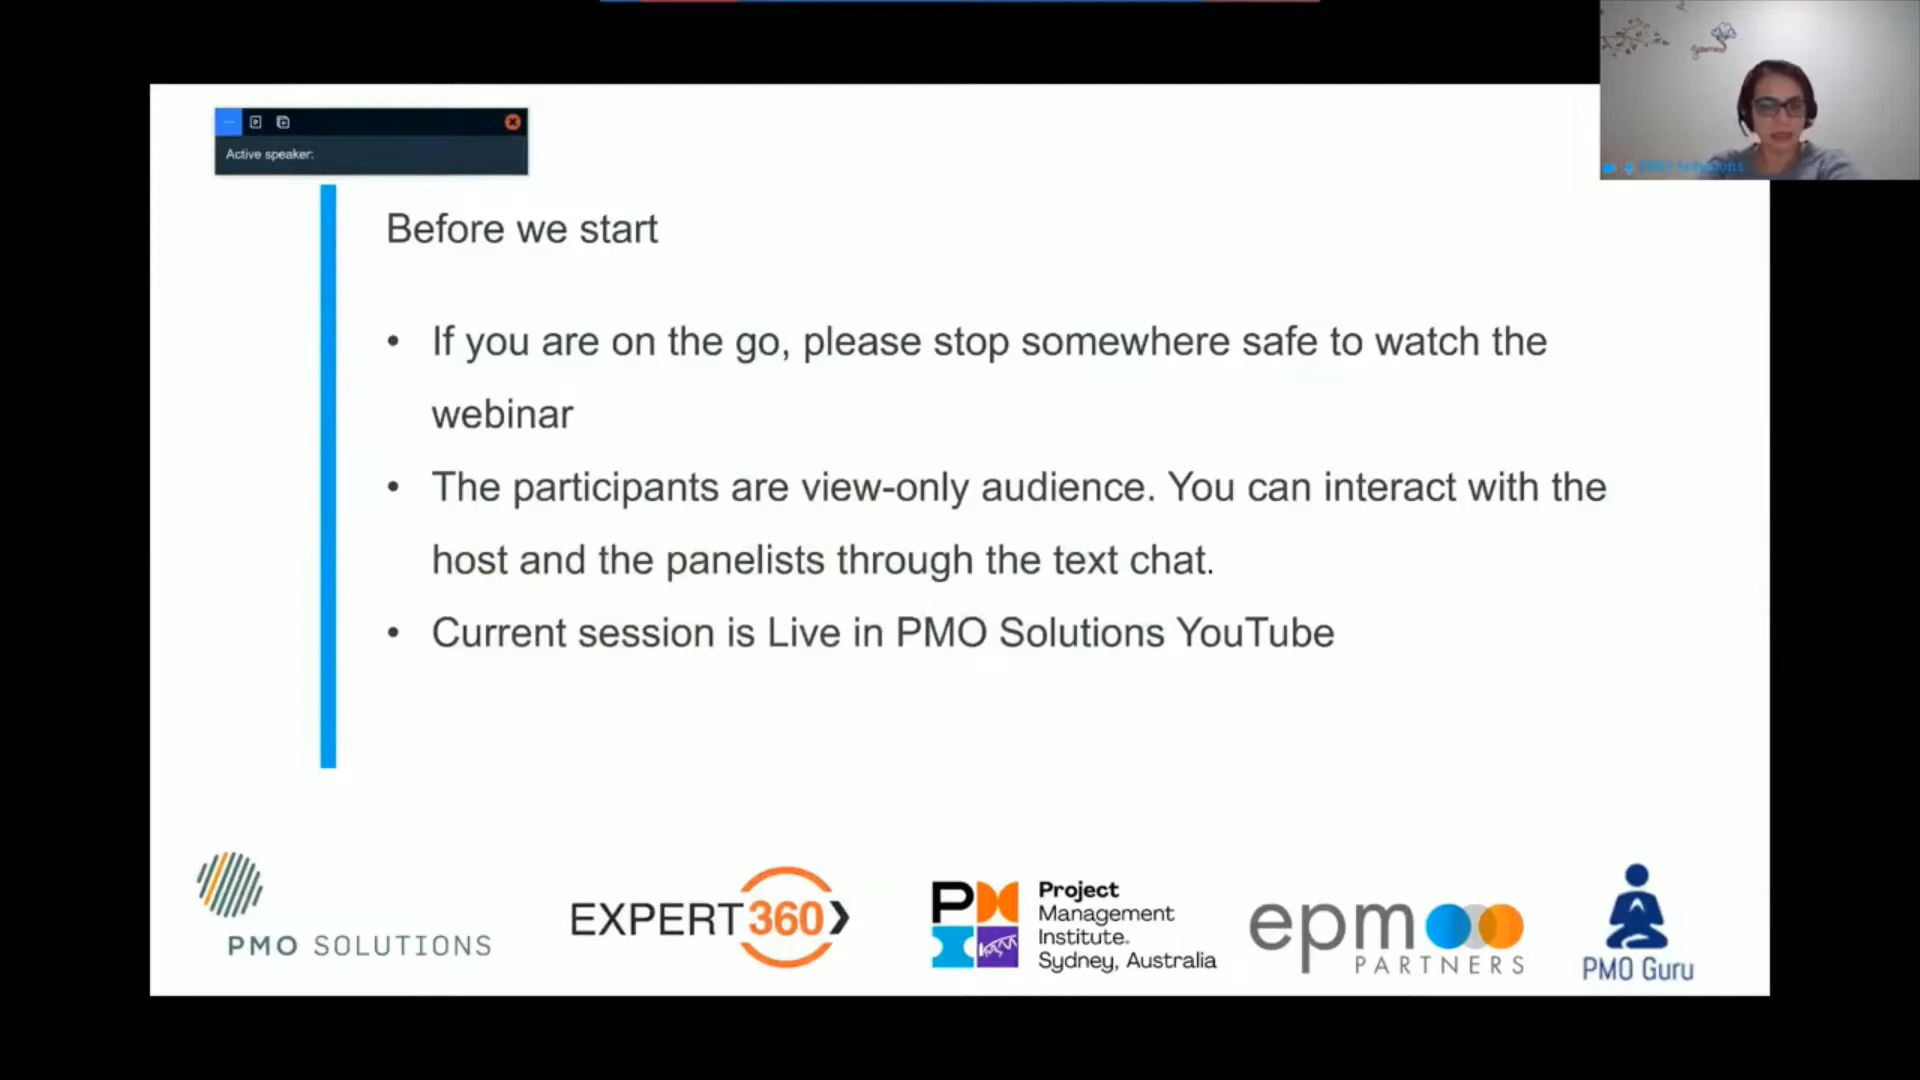 Active speaker:
PMO Solutions
Before we start
• If you are on the go, please stop somewhere safe to watch the
webinar
• The participants are view-only audience. You can interact with the
host and the panelists through the text chat.
• Current session is Live in PMO Solutions YouTube
PMO SOLUTIONS
EXPERT360
PM
Project
Management
Institute.
Sydney, Australia
epm
PARTNERS
PMO Guru